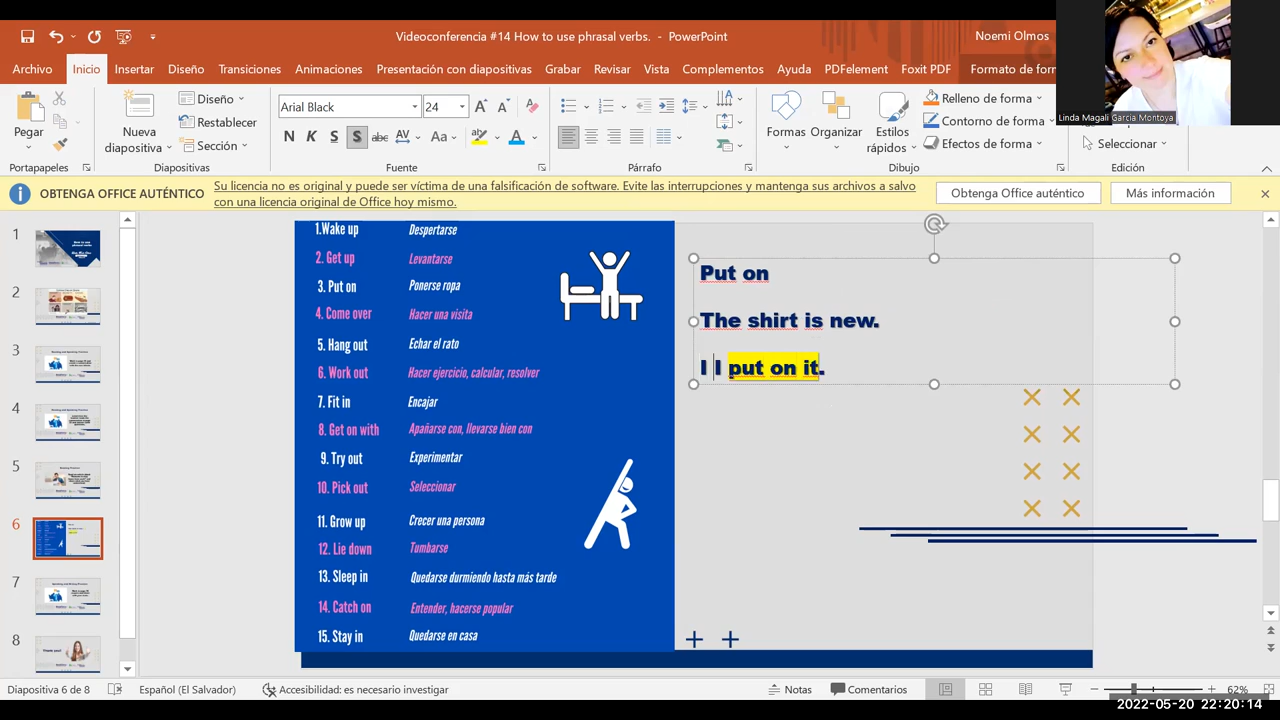 Videoconferencia #14 How to use phrasal verbs. - PowerPoint
Noemi Olmos
Archivo Inicio Insertar Diseño Transiciones Animaciones Presentación con diapositivas Grabar Revisar Vista Complementos Ayuda PDFelement Foxit PDF Formato de for
Linda Magali Garcia Montoya
Pegar
Nueva diapositiva
Diseño
Restablecer
Sección
Arial Black 24
N K S S abc AV Aa A
Formas Organizar Estilos rápidos
Relleno de forma
Contorno de forma
Efectos de forma
Seleccionar
Portapapeles Diapositivas Fuente Párrafo Dibujo Edición
OBTENGA OFFICE AUTÉNTICO Su licencia no es original y puede ser víctima de una falsificación de software. Evite las interrupciones y mantenga sus archivos a salvo
con una licencia original de Office hoy mismo.
Obtenga Office auténtico Más información
1
2
3
4
5
6
7
8
1.Wake up Despertarse
2. Get up Levantarse
3. Put on Ponerse ropa
4. Come over Hacer una visita
5. Hang out Echar el rato
6. Work out Hacer ejercicio, calcular, resolver
7. Fit in Encajar
8. Get on with Apañarse con, llevarse bien con
9. Try out Experimentar
10. Pick out Seleccionar
11. Grow up Crecer una persona
12. Lie down Tumbarse
13. Sleep in Quedarse durmiendo hasta más tarde
14. Catch on Entender, hacerse popular
15. Stay in Quedarse en casa
Put on
The shirt is new.
I I put on it.
Diapositiva 6 de 8 Español (El Salvador) Accesibilidad: es necesario investigar Notas Comentarios 62%
2022-05-20 22:20:14